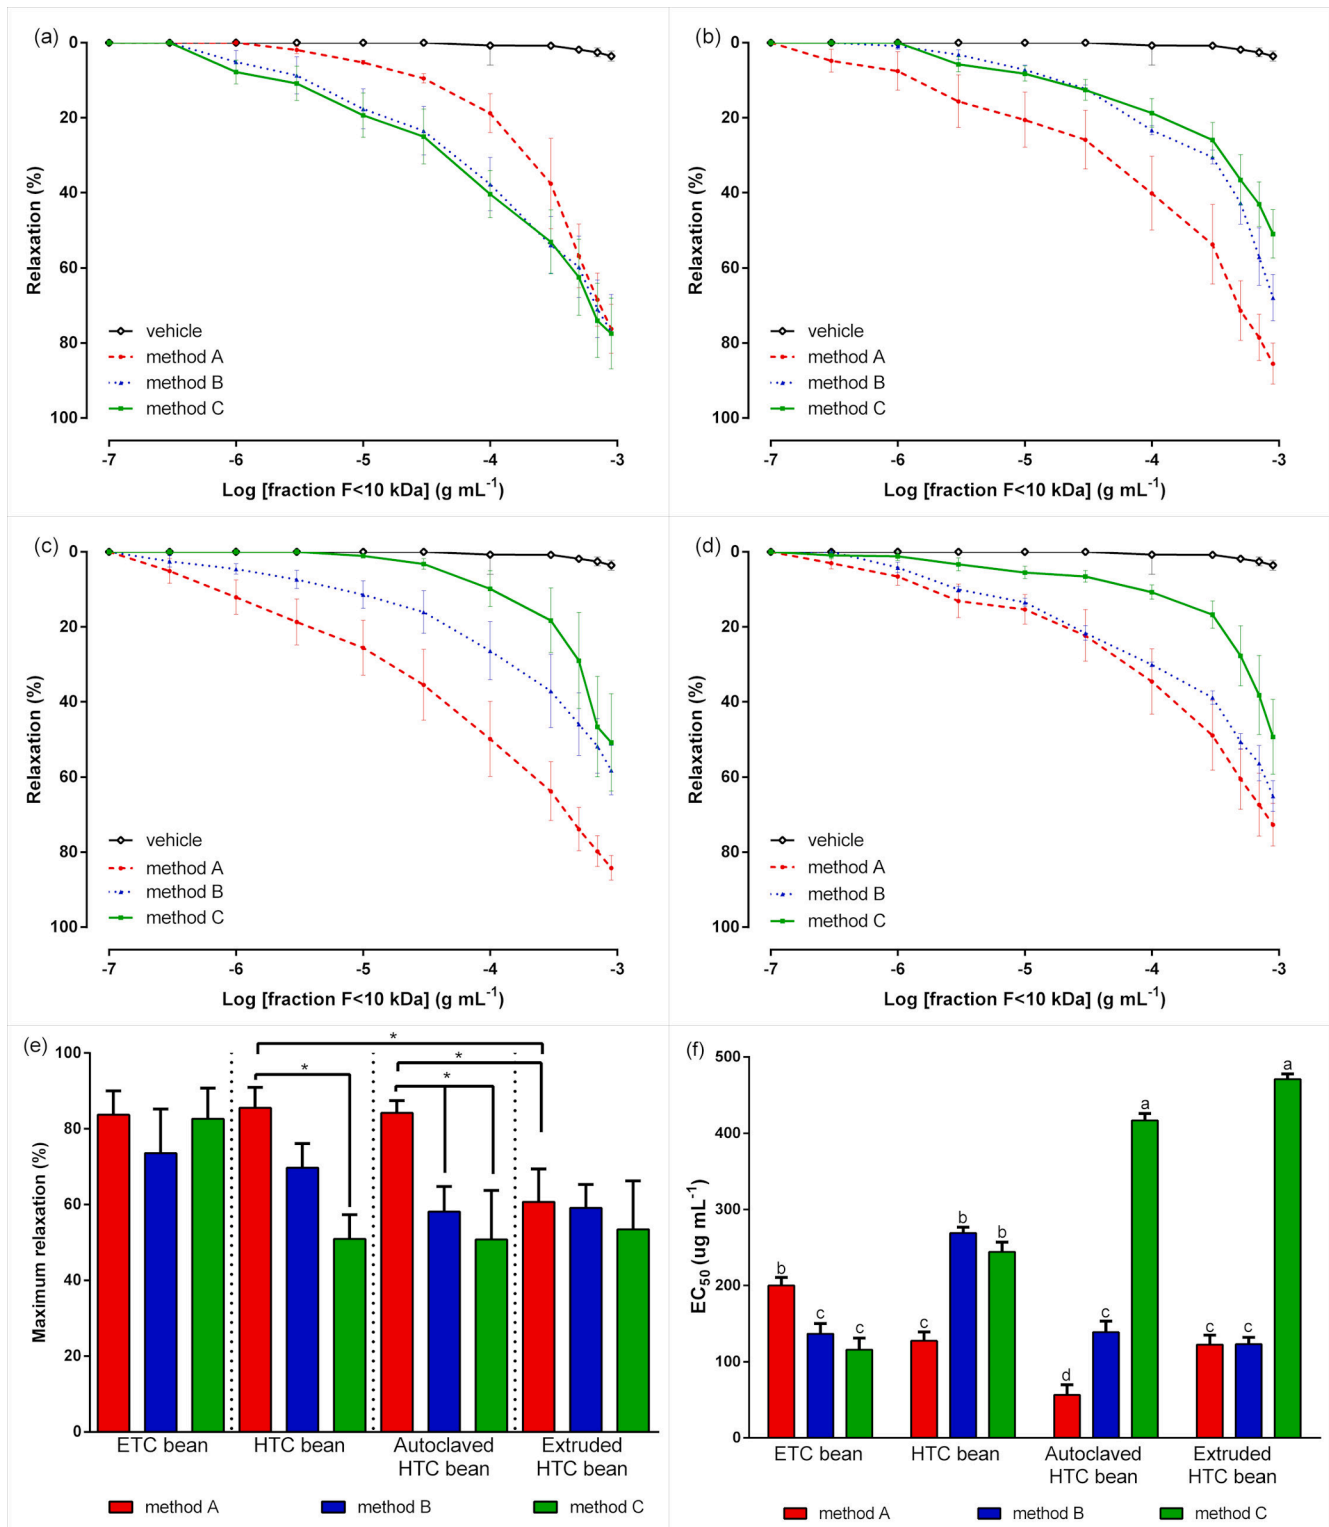 (a)
0
20
40
60
80
100
Relaxation (%)
vehicle
method A
method B
method C
-7 -6 -5 -4 -3
Log [fraction F<10 kDa] (g mL⁻¹)
(b)
0
20
40
60
80
100
Relaxation (%)
vehicle
method A
method B
method C
-7 -6 -5 -4 -3
Log [fraction F<10 kDa] (g mL⁻¹)
(c)
0
20
40
60
80
100
Relaxation (%)
vehicle
method A
method B
method C
-7 -6 -5 -4 -3
Log [fraction F<10 kDa] (g mL⁻¹)
(d)
0
20
40
60
80
100
Relaxation (%)
vehicle
method A
method B
method C
-7 -6 -5 -4 -3
Log [fraction F<10 kDa] (g mL⁻¹)
(e)
100
80
60
40
20
0
Maximum relaxation (%)
*
*
*
*
ETC bean HTC bean Autoclaved Extruded
HTC bean HTC bean
method A method B method C
(f)
500
400
300
200
100
0
EC₅₀ (ug mL⁻¹)
b c c c b b d c a c c a
ETC bean HTC bean Autoclaved Extruded
HTC bean HTC bean
method A method B method C